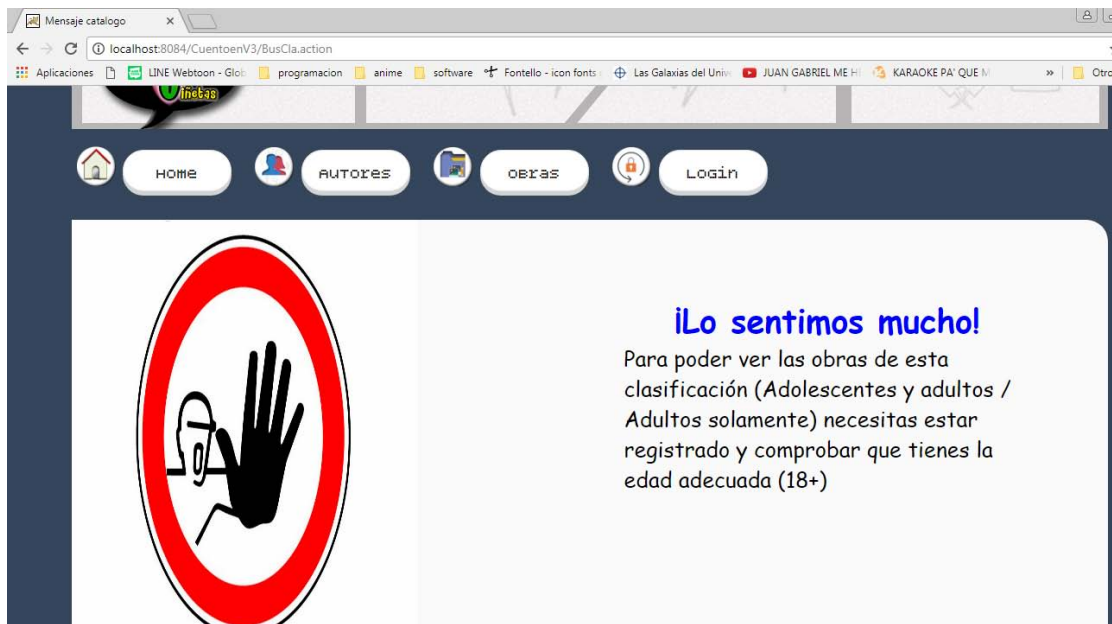 Mensaje catalogo
localhost:8084/CuentoenV3/BusCla.action
Aplicaciones LINE Webtoon - Glob programacion anime software Fontello - icon fonts Las Galaxias del Univ JUAN GABRIEL ME H KARAOKE PA' QUE M » Otro
Viñetas
Home Autores Obras Login
¡Lo sentimos mucho!
Para poder ver las obras de esta
clasificación (Adolescentes y adultos /
Adultos solamente) necesitas estar
registrado y comprobar que tienes la
edad adecuada (18+)